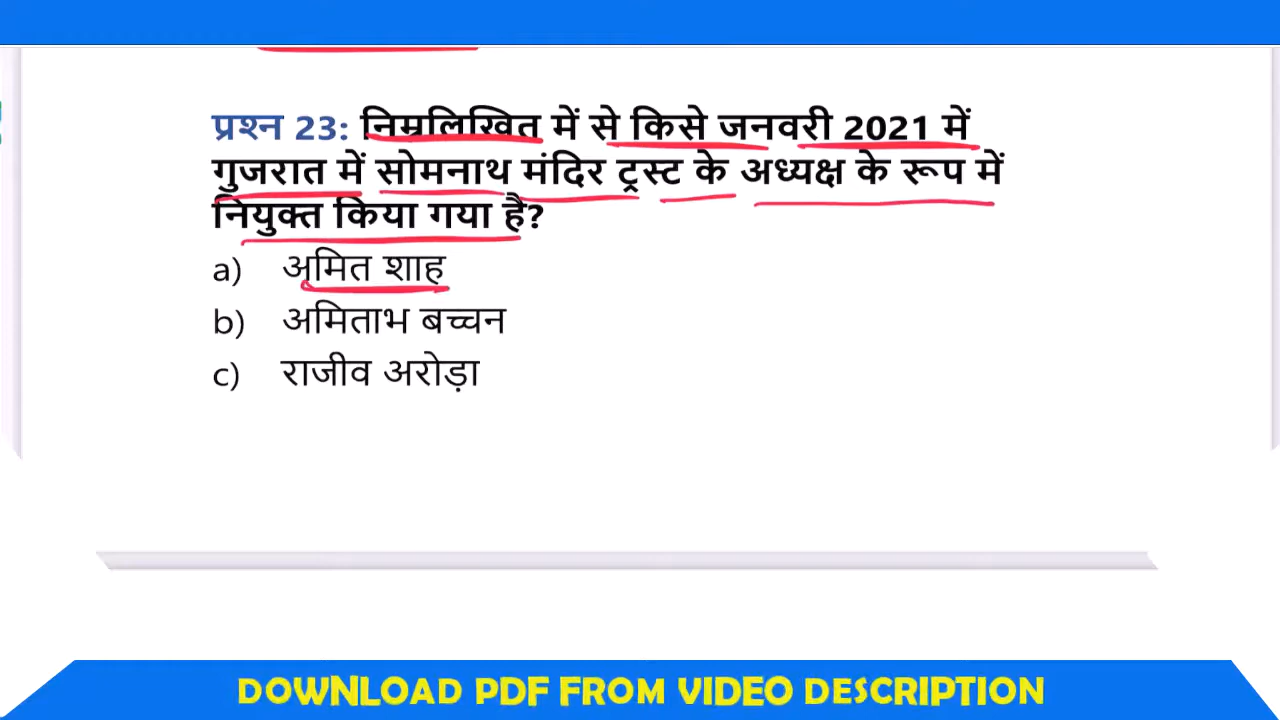 प्रश्न 23: निम्नलिखित में से किसे जनवरी 2021 में
गुजरात में सोमनाथ मंदिर ट्रस्ट के अध्यक्ष के रूप में
नियुक्त किया गया है?
a) अमित शाह
b) अमिताभ बच्चन
c) राजीव अरोड़ा
DOWNLOAD PDF FROM VIDEO DESCRIPTION